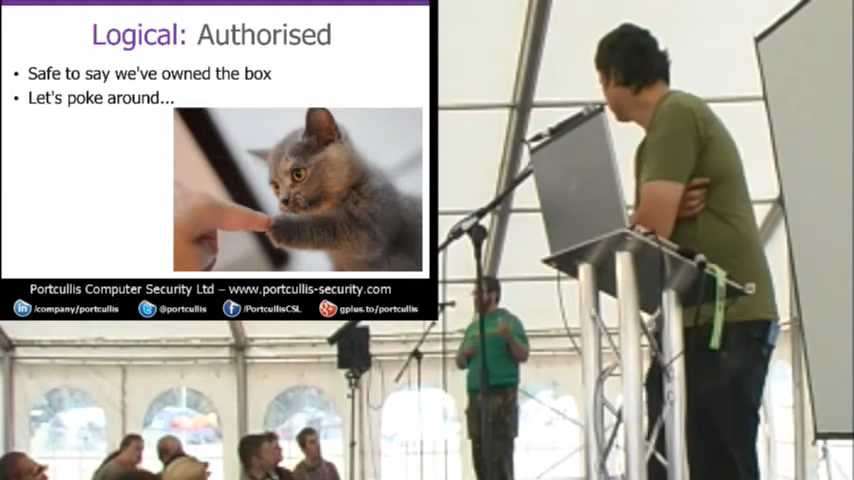 Logical: Authorised
• Safe to say we've owned the box
• Let's poke around...
Portcullis Computer Security Ltd – www.portcullis-security.com
/company/portcullis @portcullis /PortcullisCSL gplus.to/portcullis